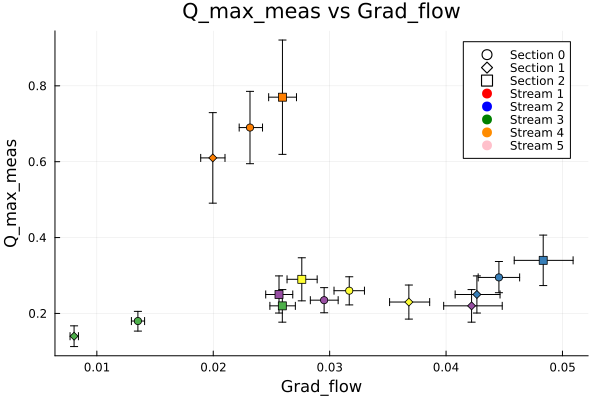 Q_max_meas vs Grad_flow
Q_max_meas
0.8
0.6
0.4
0.2
Section 0
Section 1
Section 2
Stream 1
Stream 2
Stream 3
Stream 4
Stream 5
0.01 0.02 0.03 0.04 0.05
Grad_flow